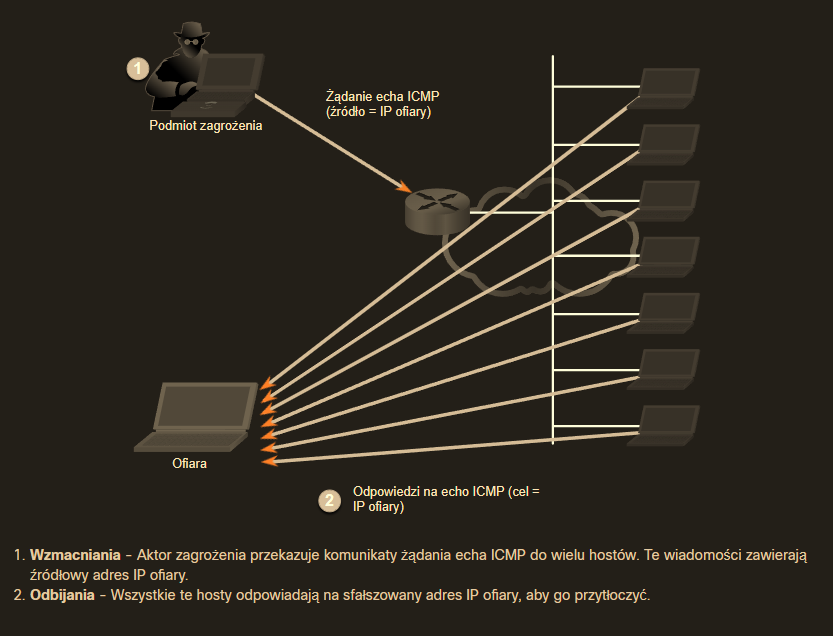 1
Żądanie echa ICMP
(źródło = IP ofiary)
Podmiot zagrożenia
Ofiara
2
Odpowiedzi na echo ICMP (cel =
IP ofiary)
1. Wzmacniania - Aktor zagrożenia przekazuje komunikaty żądania echa ICMP do wielu hostów. Te wiadomości zawierają
źródłowy adres IP ofiary.
2. Odbijania - Wszystkie te hosty odpowiadają na sfałszowany adres IP ofiary, aby go przytłoczyć.